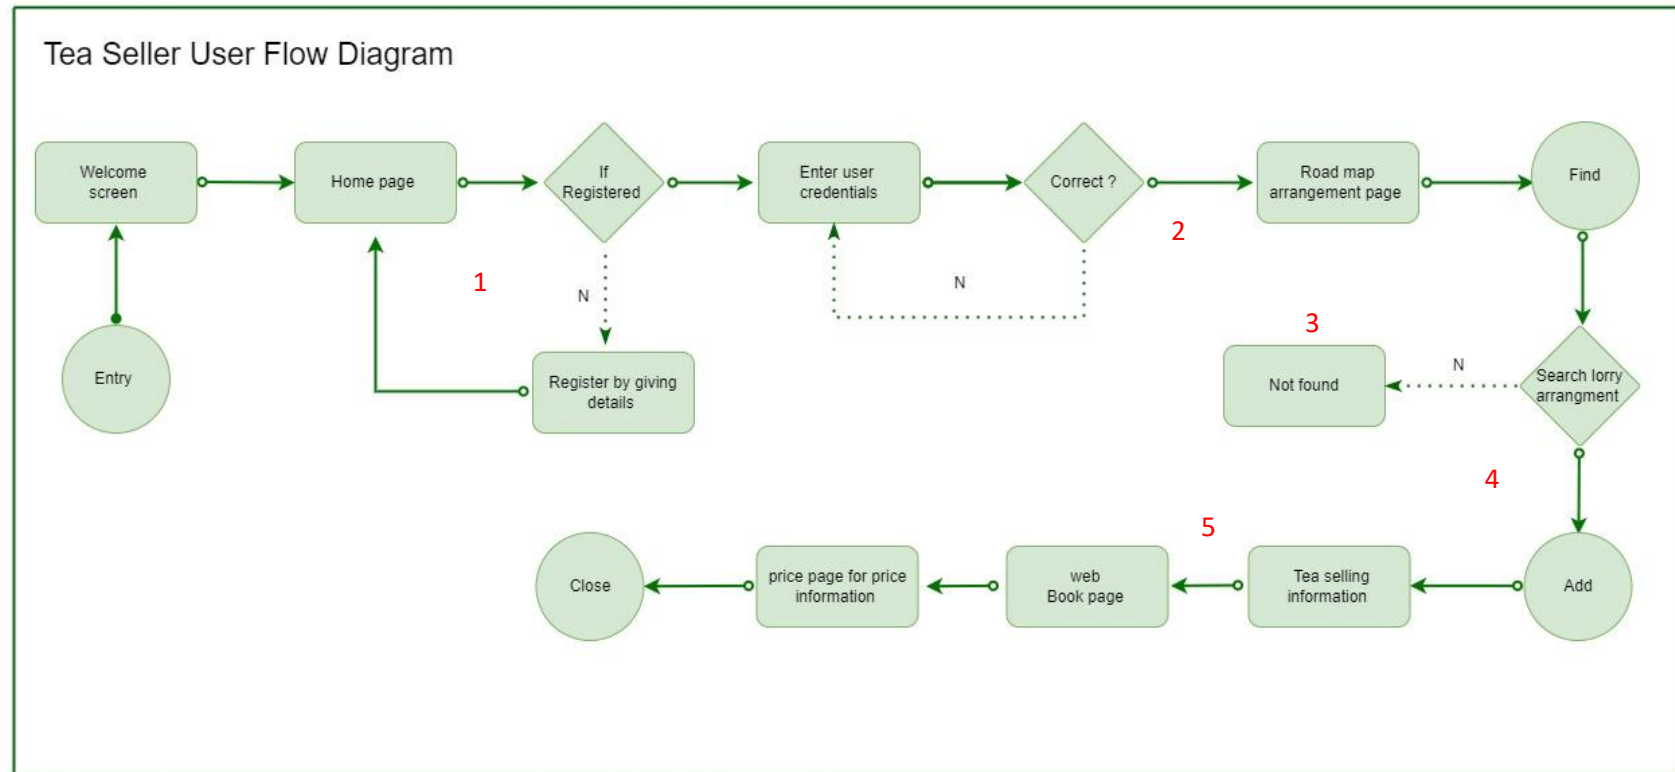 Tea Seller User Flow Diagram
Welcome
screen
Home page
If
Registered
Enter user
credentials
Correct ?
Road map
arrangement page
Find
2
1
N
N
3
Entry
Register by giving
details
Not found
N
Search lorry
arrangment
4
5
Close
price page for price
information
web
Book page
Tea selling
information
Add